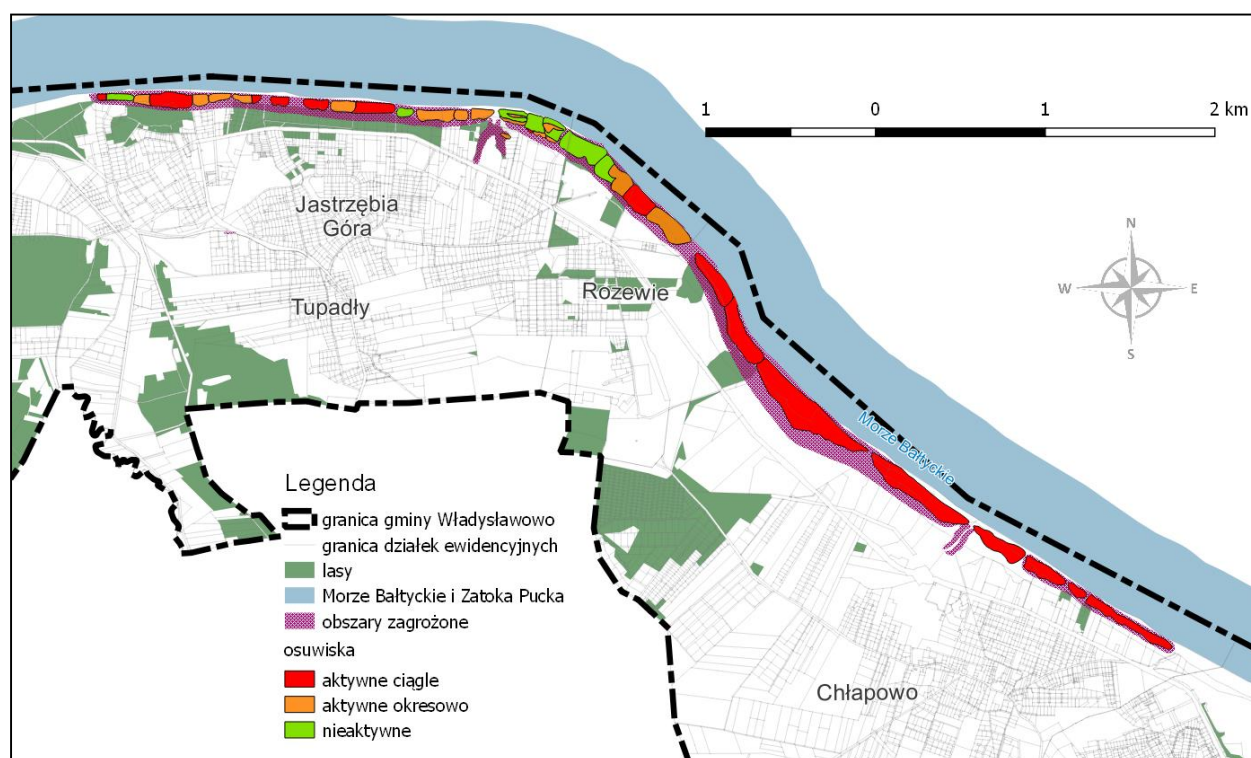 1 0 1 2 km
Jastrzębia
Góra
N
W E
S
Rozewie
Tupadły
Morze Bałtyckie
Legenda
granica gminy Władysławowo
granica działek ewidencyjnych
lasy
Morze Bałtyckie i Zatoka Pucka
obszary zagrożone
osuwiska
aktywne ciągle
aktywne okresowo
nieaktywne
Chłapowo